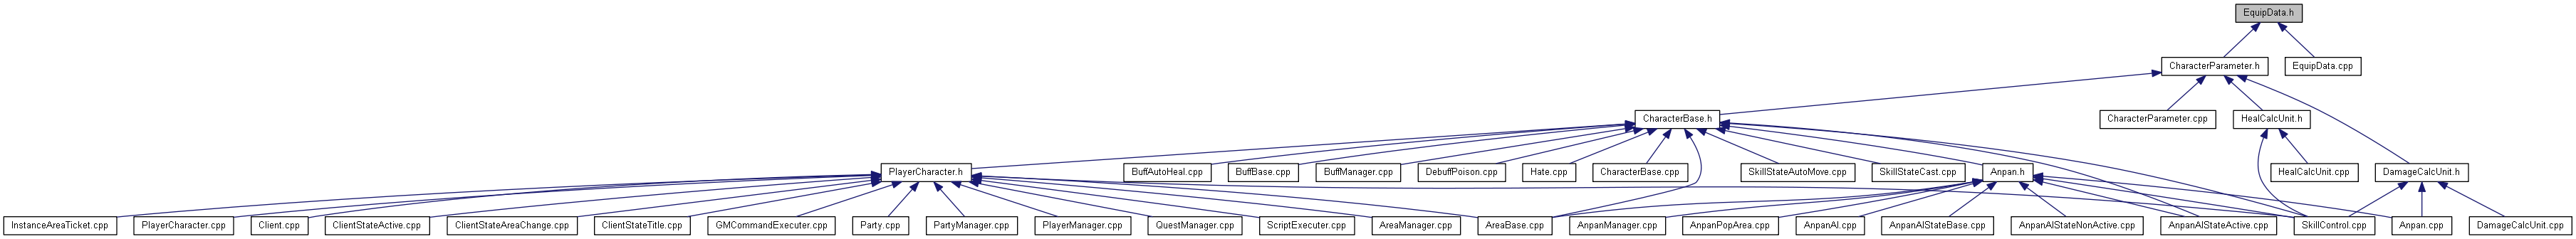 EquipData.h
CharacterParameter.h
EquipData.cpp
CharacterBase.h
CharacterParameter.cpp
HealCalcUnit.h
PlayerCharacter.h
BuffAutoHeal.cpp
BuffBase.cpp
BuffManager.cpp
DebuffPoison.cpp
Hate.cpp
CharacterBase.cpp
SkillStateAutoMove.cpp
SkillStateCast.cpp
Anpan.h
HealCalcUnit.cpp
DamageCalcUnit.h
InstanceAreaTicket.cpp
PlayerCharacter.cpp
Client.cpp
ClientStateActive.cpp
ClientStateAreaChange.cpp
ClientStateTitle.cpp
GMCommandExecuter.cpp
Party.cpp
PartyManager.cpp
PlayerManager.cpp
QuestManager.cpp
ScriptExecuter.cpp
AreaManager.cpp
AreaBase.cpp
AnpanManager.cpp
AnpanPopArea.cpp
AnpanAI.cpp
AnpanAIStateBase.cpp
AnpanAIStateNonActive.cpp
AnpanAIStateActive.cpp
SkillControl.cpp
Anpan.cpp
DamageCalcUnit.cpp